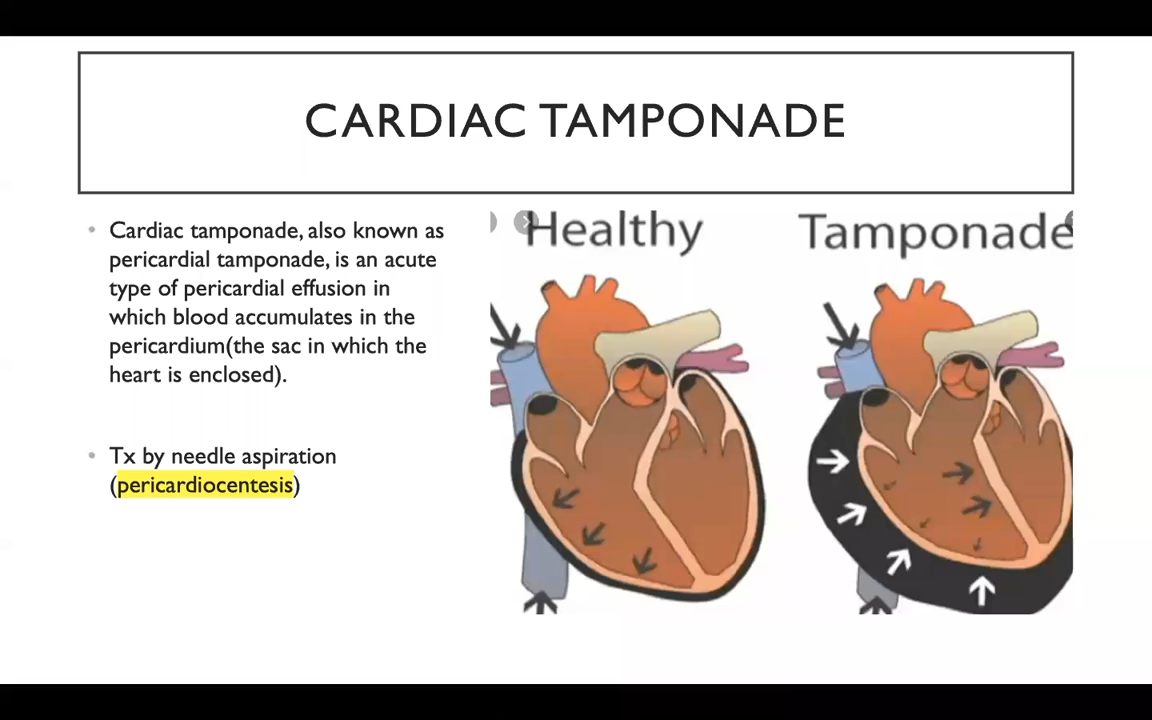 CARDIAC TAMPONADE
Cardiac tamponade, also known as
pericardial tamponade, is an acute
type of pericardial effusion in
which blood accumulates in the
pericardium(the sac in which the
heart is enclosed).
Tx by needle aspiration
(pericardiocentesis)
Healthy
Tamponade